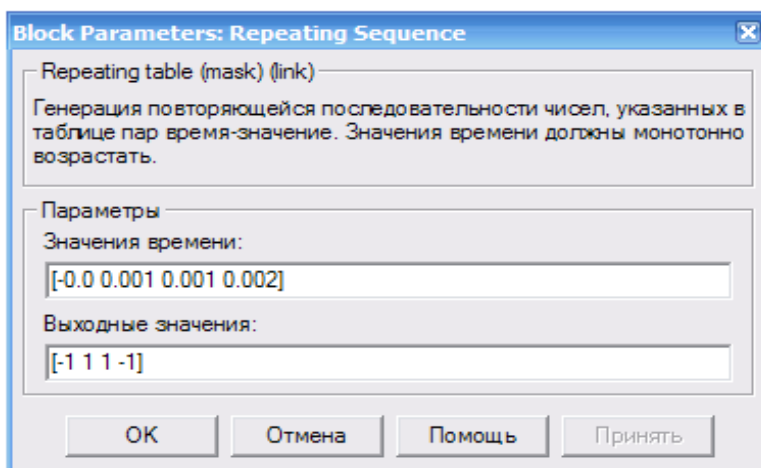 Block Parameters: Repeating Sequence
Repeating table (mask) (link)
Генерация повторяющейся последовательности чисел, указанных в
таблице пар время-значение. Значения времени должны монотонно
возрастать.
Параметры
Значения времени:
[-0.0 0.001 0.001 0.002]
Выходные значения:
[-1 1 1 -1]
OK Отмена Помощь Принять